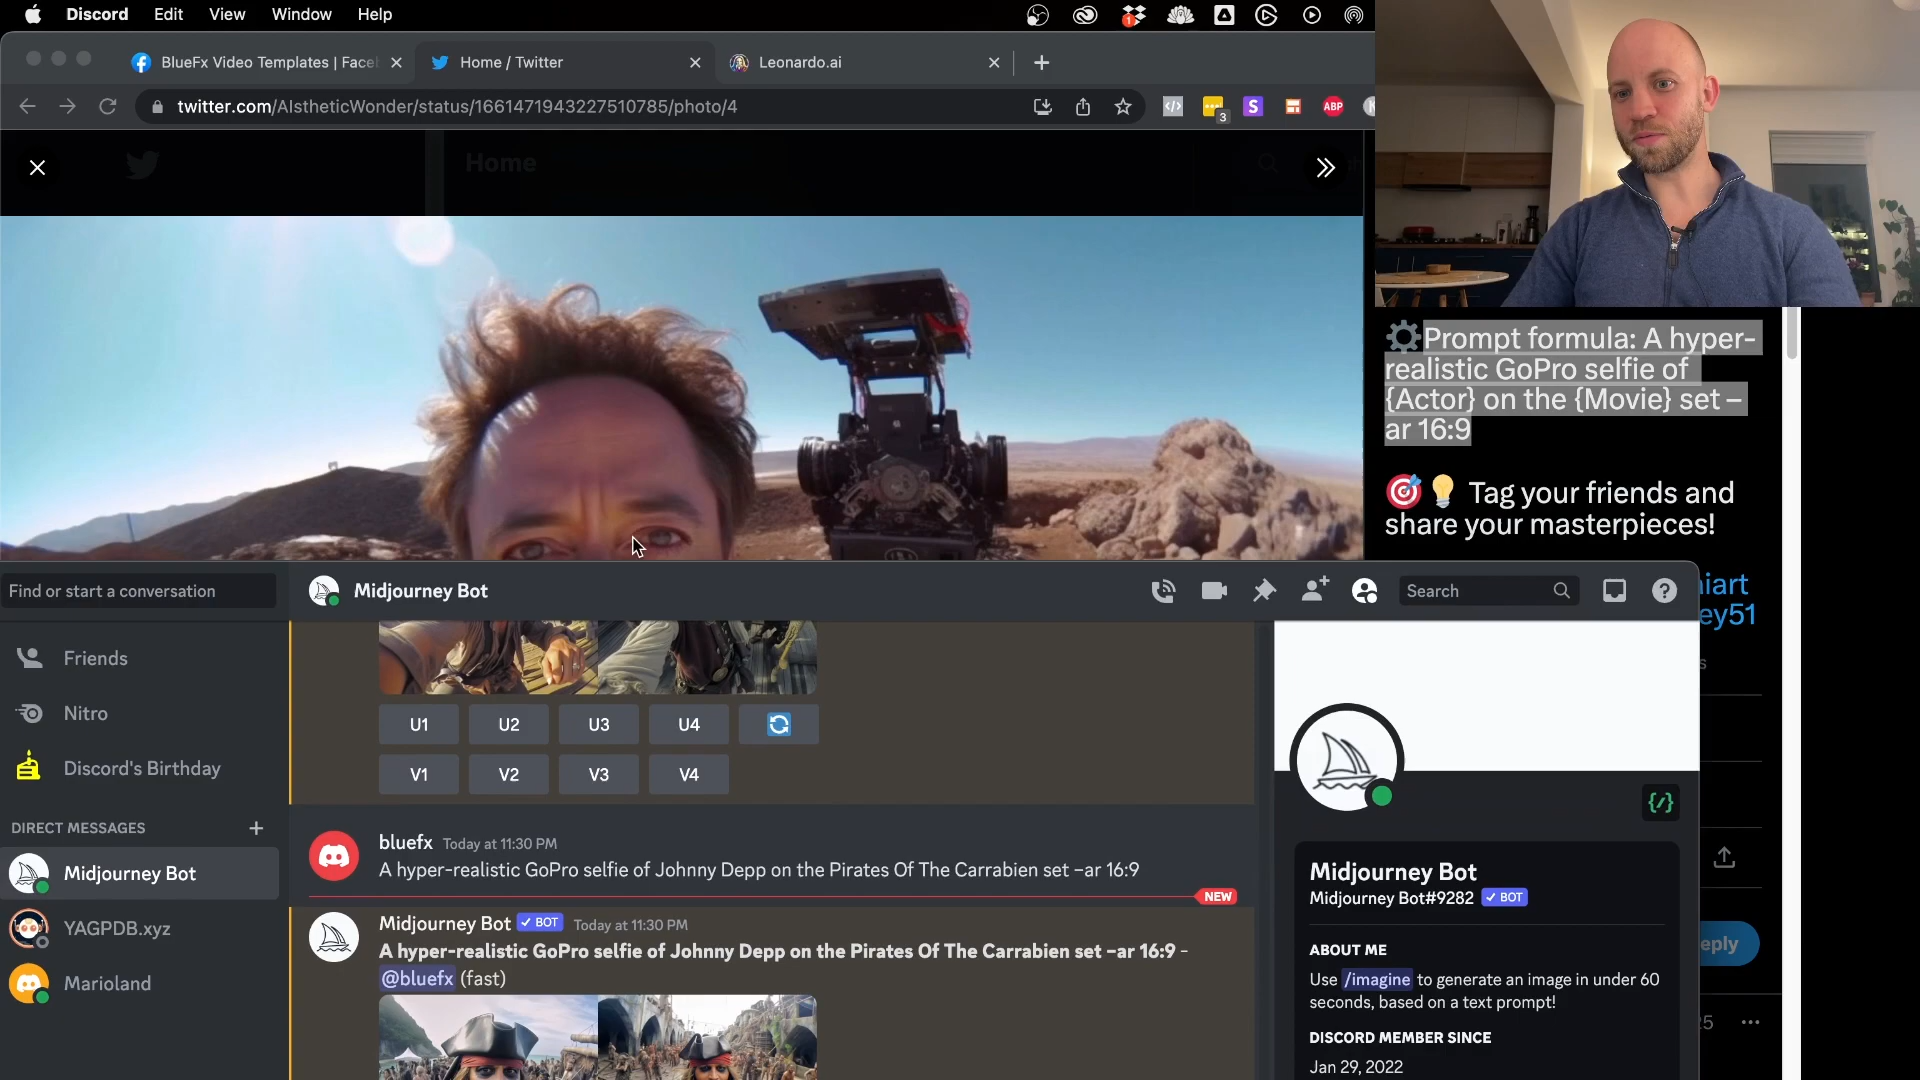 Discord Edit View Window Help
1
BlueFx Video Templates | Face
Home / Twitter
Leonardo.ai
twitter.com/AIstheticWonder/status/1661471943227510785/photo/4
3
S
ABP
Home
Prompt formula: A hyper-
realistic GoPro selfie of
{Actor} on the {Movie} set –
ar 16:9
Tag your friends and
share your masterpieces!
iart
ey51
s
eply
Find or start a conversation
Midjourney Bot
Search
Friends
Nitro
Discord's Birthday
DIRECT MESSAGES
Midjourney Bot
YAGPDB.xyz
Marioland
U1 U2 U3 U4
V1 V2 V3 V4
bluefx Today at 11:30 PM
A hyper-realistic GoPro selfie of Johnny Depp on the Pirates Of The Carrabien set –ar 16:9
NEW
Midjourney Bot BOT Today at 11:30 PM
A hyper-realistic GoPro selfie of Johnny Depp on the Pirates Of The Carrabien set –ar 16:9 -
@bluefx (fast)
Midjourney Bot
Midjourney Bot#9282 BOT
ABOUT ME
Use /imagine to generate an image in under 60
seconds, based on a text prompt!
DISCORD MEMBER SINCE
Jan 29, 2022